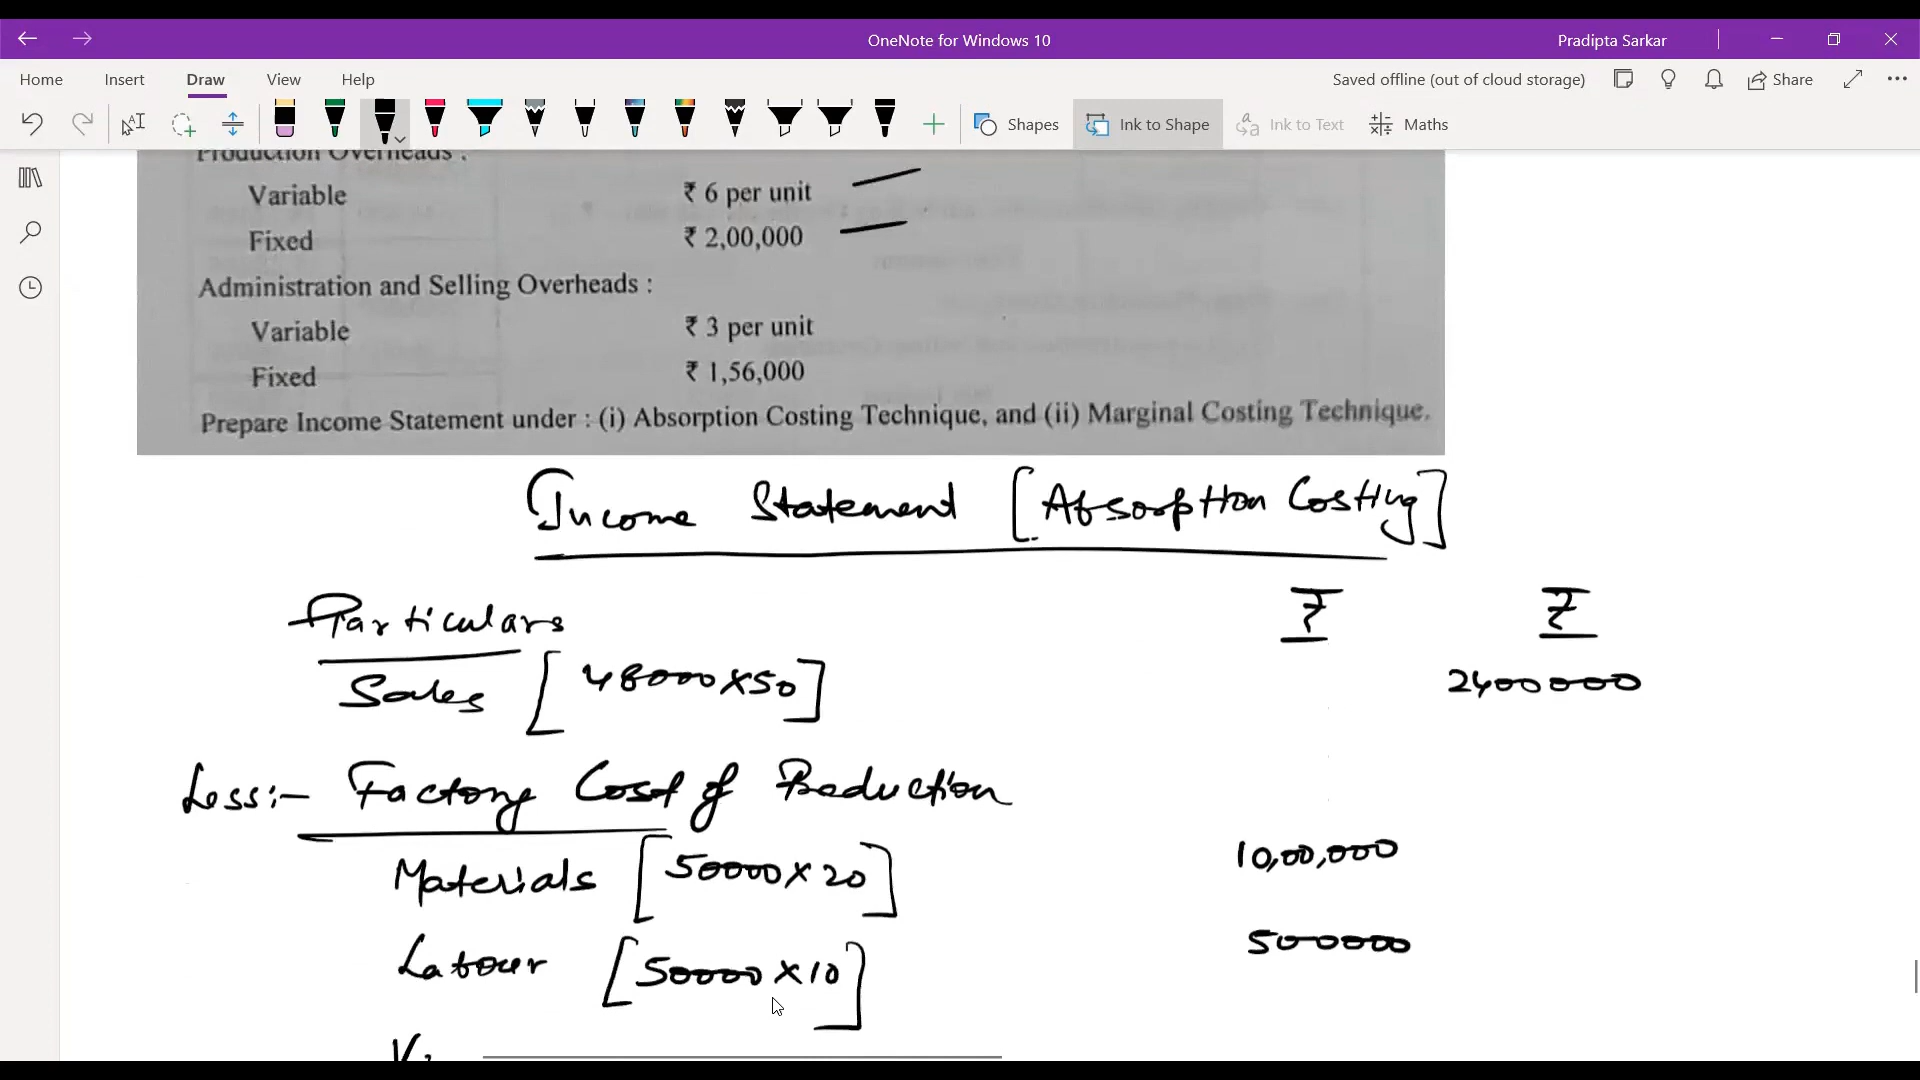 OneNote for Windows 10
Pradipta Sarkar
Home Insert Draw View Help
Saved offline (out of cloud storage) Share
Shapes Ink to Shape Ink to Text Maths
Production Overheads :
Variable ₹ 6 per unit
Fixed ₹ 2,00,000
Administration and Selling Overheads :
Variable ₹ 3 per unit
Fixed ₹ 1,56,000
Prepare Income Statement under : (i) Absorption Costing Technique, and (ii) Marginal Costing Technique.
Income Statement [Absorption Costing]
Particulars ₹ ₹
Sales [48000×50] 2400000
Less:- Factory Cost of Production
Materials [50000×20] 10,00,000
Labour [50000×10] 500000